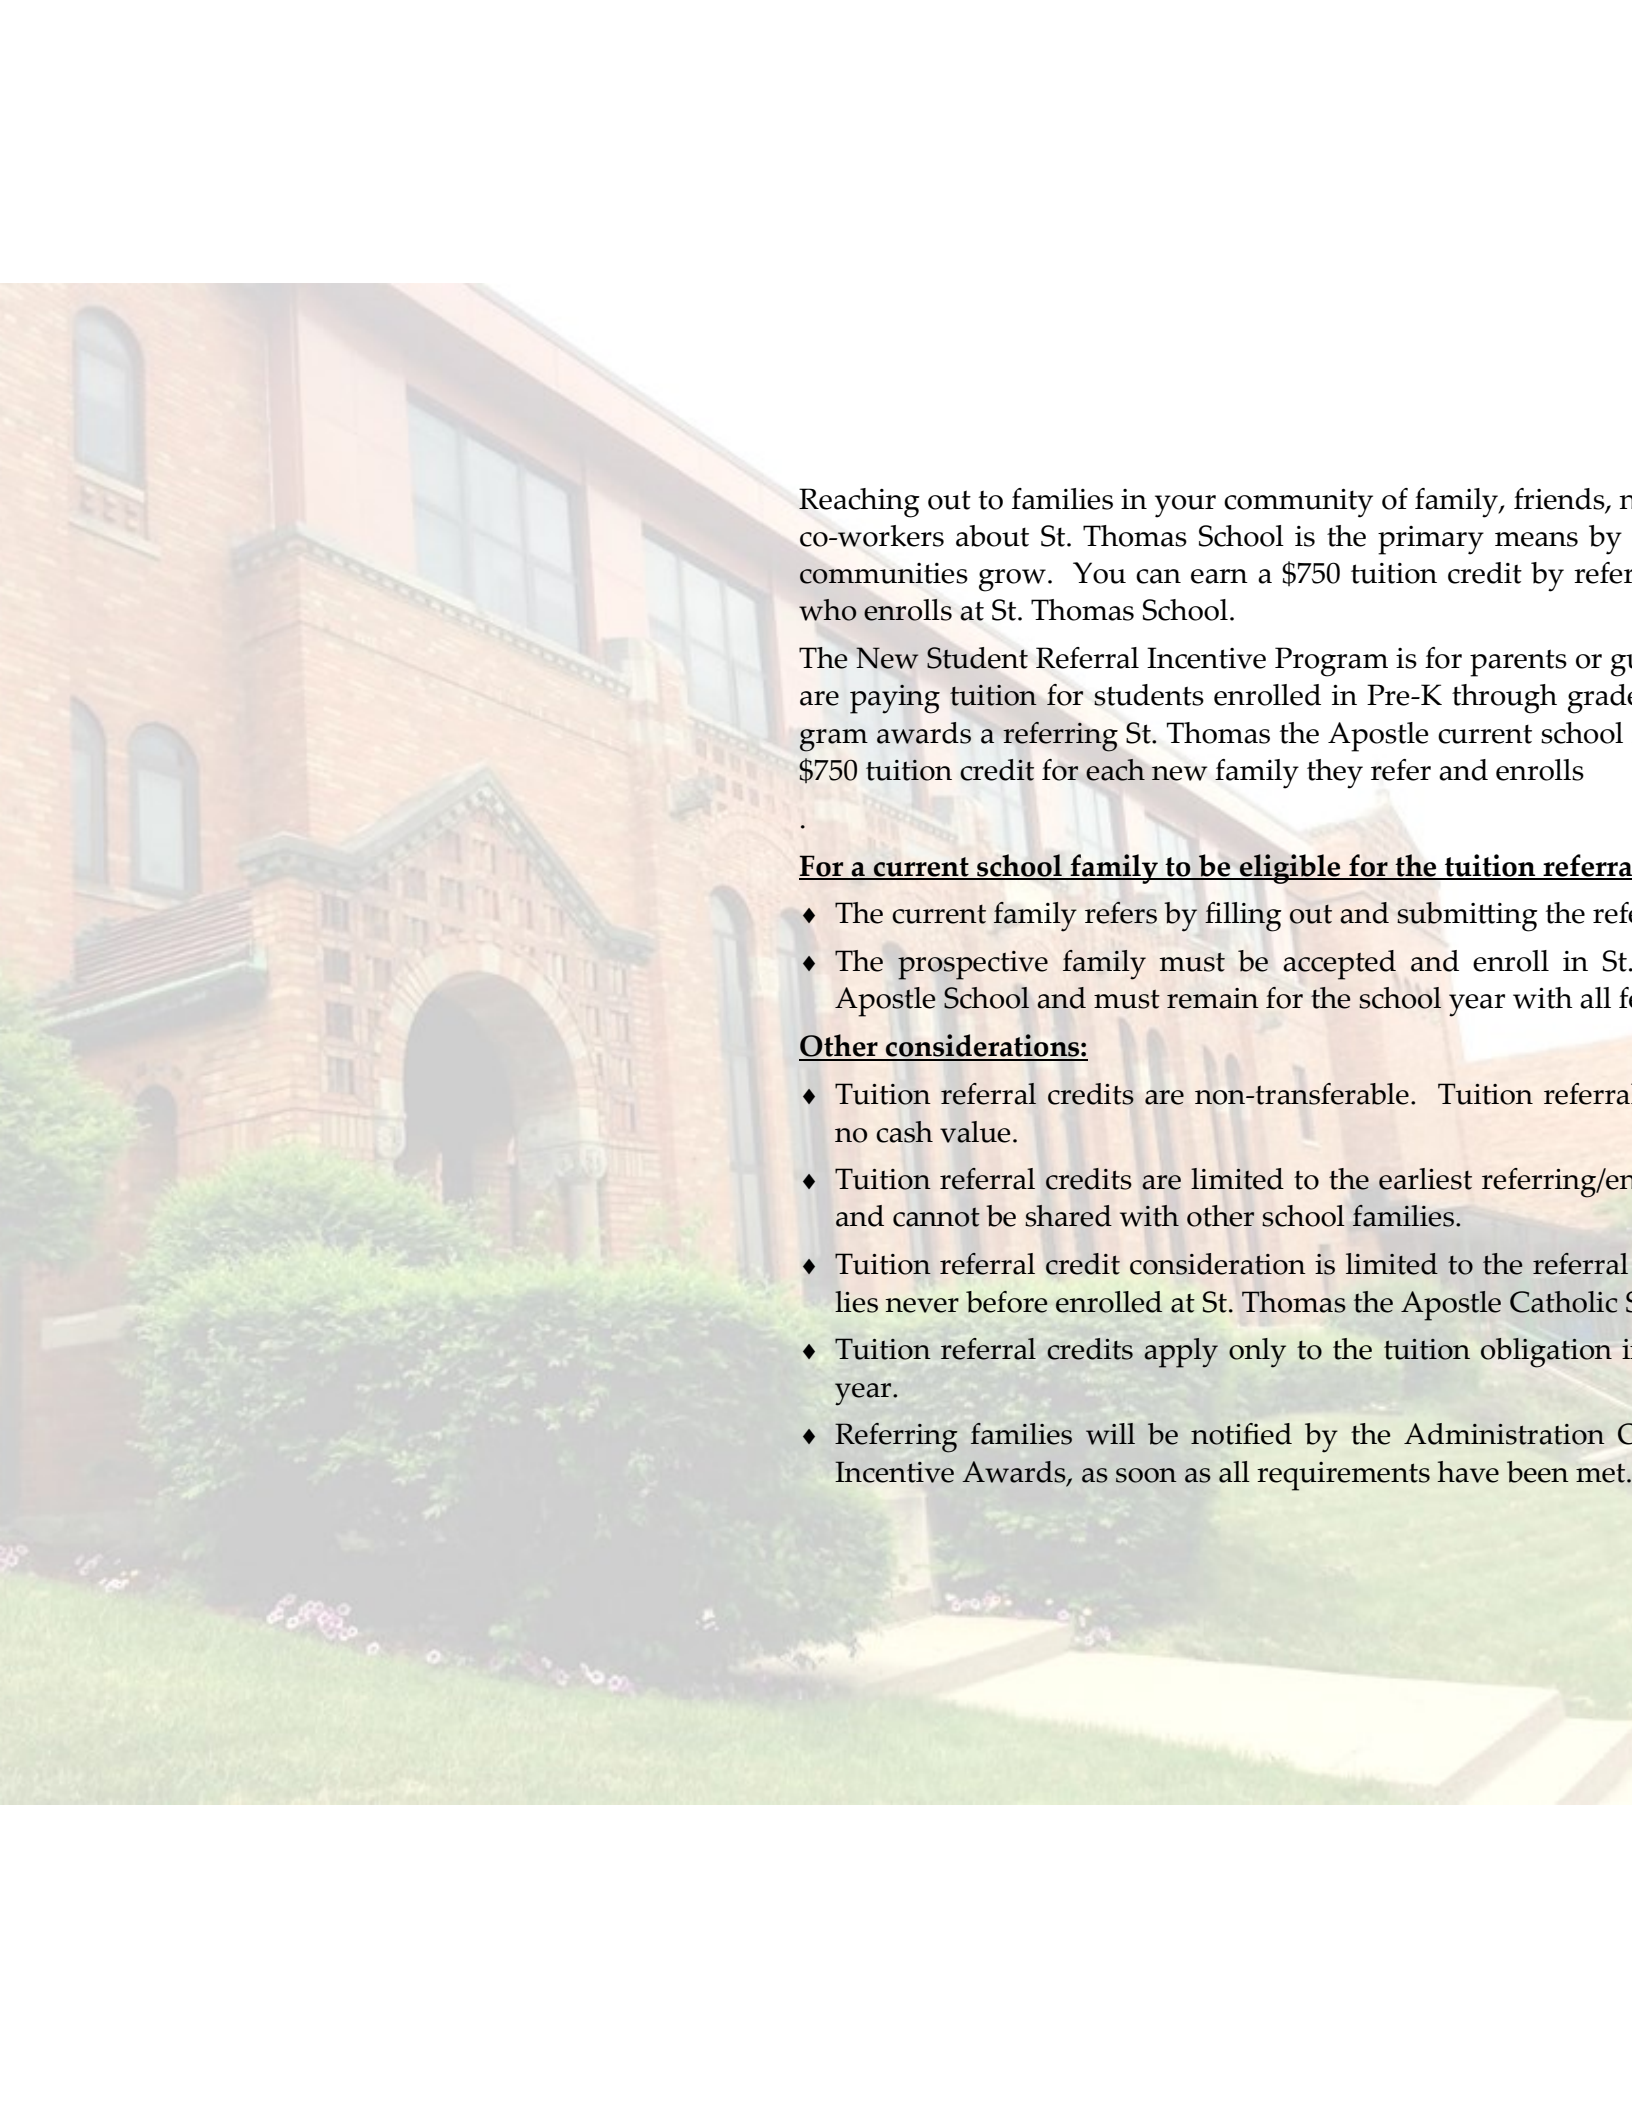 Reaching out to families in your community of family, friends,
co-workers about St. Thomas School is the primary means by
communities grow.  You can earn a $750 tuition credit by
who enrolls at St. Thomas School.
The New Student Referral Incentive Program is for parents or
are paying tuition for students enrolled in Pre-K through
gram awards a referring St. Thomas the Apostle current school
$750 tuition credit for each new family they refer and enrolls
.
For a current school family to be eligible for the tuition
♦ The current family refers by filling out and submitting the
♦ The prospective family must be accepted and enroll in St.
Apostle School and must remain for the school year with all
Other considerations:
♦ Tuition referral credits are non-transferable.  Tuition referral
no cash value.
♦ Tuition referral credits are limited to the earliest
and cannot be shared with other school families.
♦ Tuition referral credit consideration is limited to the referral
lies never before enrolled at St. Thomas the Apostle Catholic
♦ Tuition referral credits apply only to the tuition obligation
year.
♦ Referring families will be notified by the Administration
Incentive Awards, as soon as all requirements have been met.